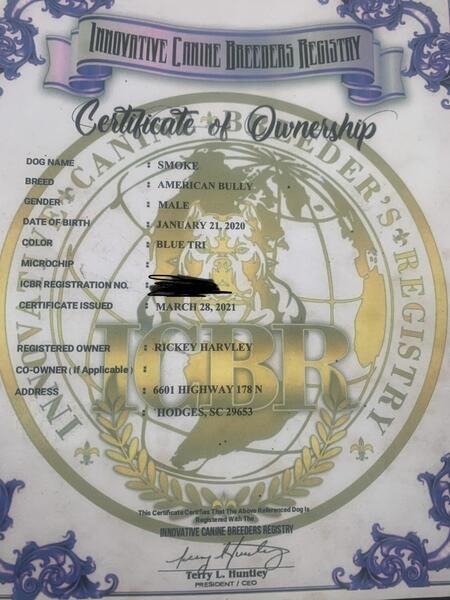 INNOVATIVE CANINE BREEDERS REGISTRY
Certificate of Ownership
INNOVATIVE CANINE BREEDER'S REGISTRY
DOG NAME : SMOKE
BREED : AMERICAN BULLY
GENDER : MALE
DATE OF BIRTH : JANUARY 21, 2020
COLOR : BLUE TRI
MICROCHIP :
ICBR REGISTRATION NO. :
CERTIFICATE ISSUED : MARCH 28, 2021
ICBR
REGISTERED OWNER : RICKEY HARVLEY
CO-OWNER ( If Applicable ) :
ADDRESS : 6601 HIGHWAY 178 N
: HODGES, SC 29653
This Certificate Certifies That The Above Referenced Dog Is
Registered With The
INNOVATIVE CANINE BREEDERS REGISTRY
Terry L. Huntley
PRESIDENT / CEO